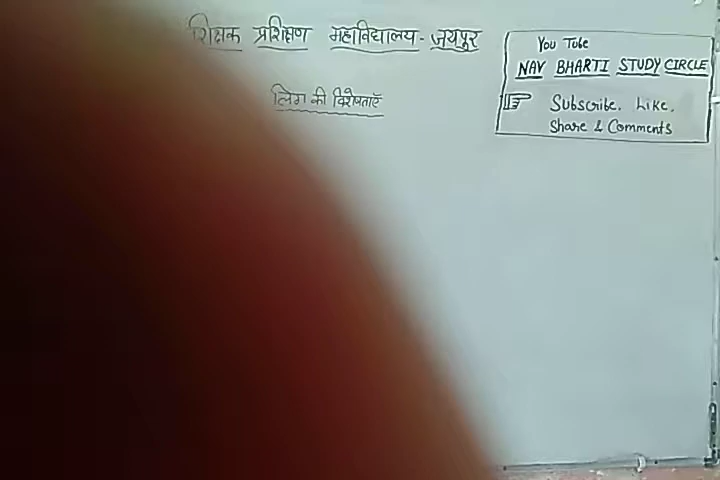 शिक्षक प्रशिक्षण महाविद्यालय - जयपुर
लिंग की विशेषताएँ
You Tube
NAV BHARTI STUDY CIRCLE
Subscribe. Like.
Share & Comments